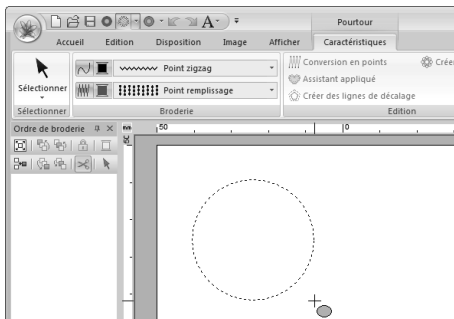 A
Pourtour
Accueil Edition Disposition Image Afficher Caractéristiques
Sélectionner
Point zigzag
Point remplissage
Conversion en points
Assistant appliqué
Créer des lignes de décalage
Sélectionner Broderie Edition
Ordre de broderie
50 0